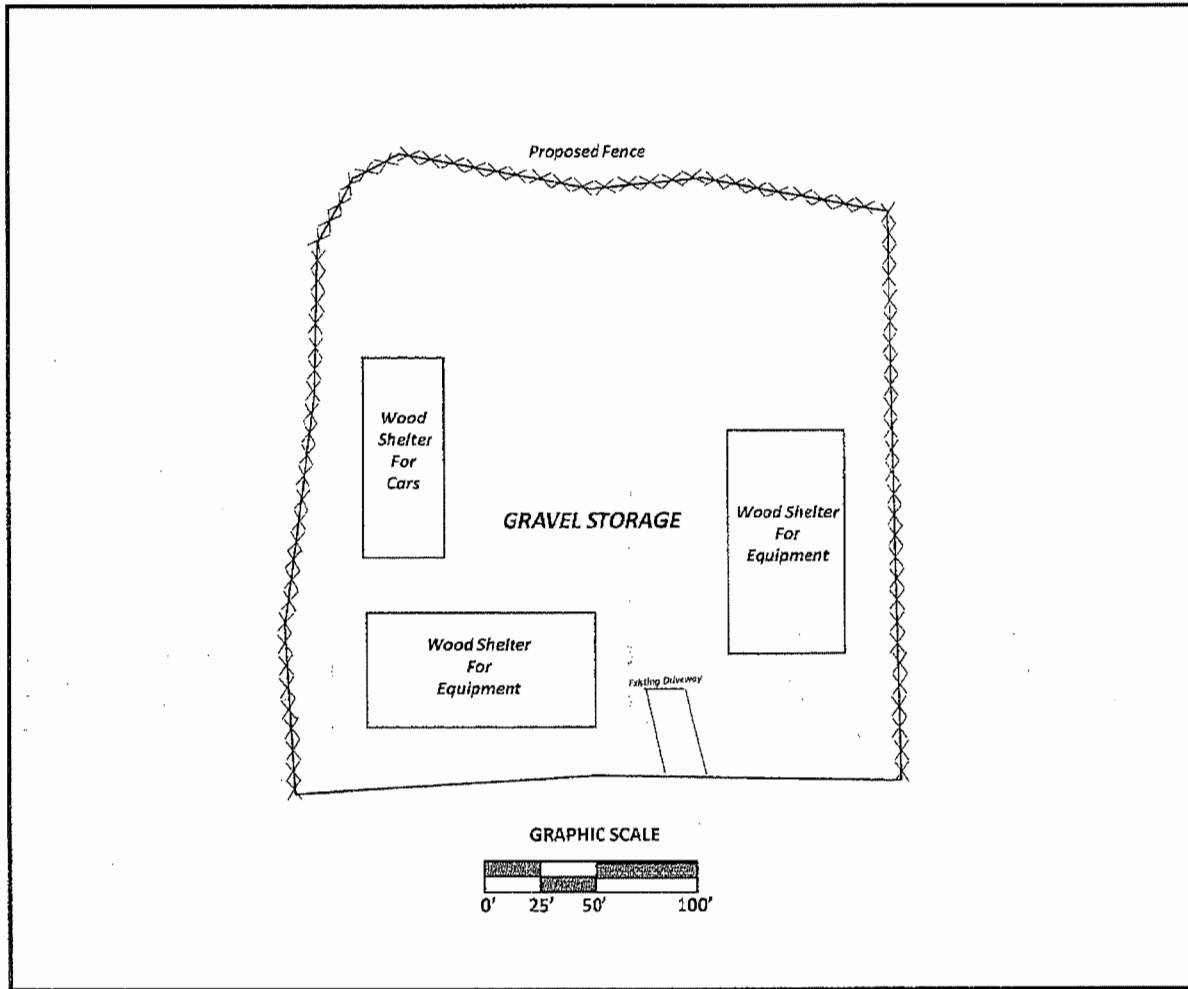 Proposed Fence
Wood
Shelter
For
Cars
GRAVEL STORAGE
Wood Shelter
For
Equipment
Wood Shelter
For
Equipment
Existing Driveway
GRAPHIC SCALE
0' 25' 50' 100'